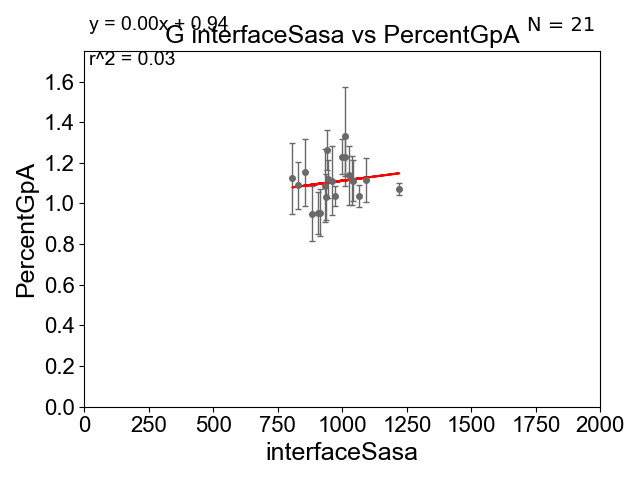 y = 0.00x + 0.94
G interfaceSasa vs PercentGpA
N = 21
r^2 = 0.03
1.6
1.4
1.2
1.0
0.8
0.6
0.4
0.2
0.0
PercentGpA
0 250 500 750 1000 1250 1500 1750 2000
interfaceSasa